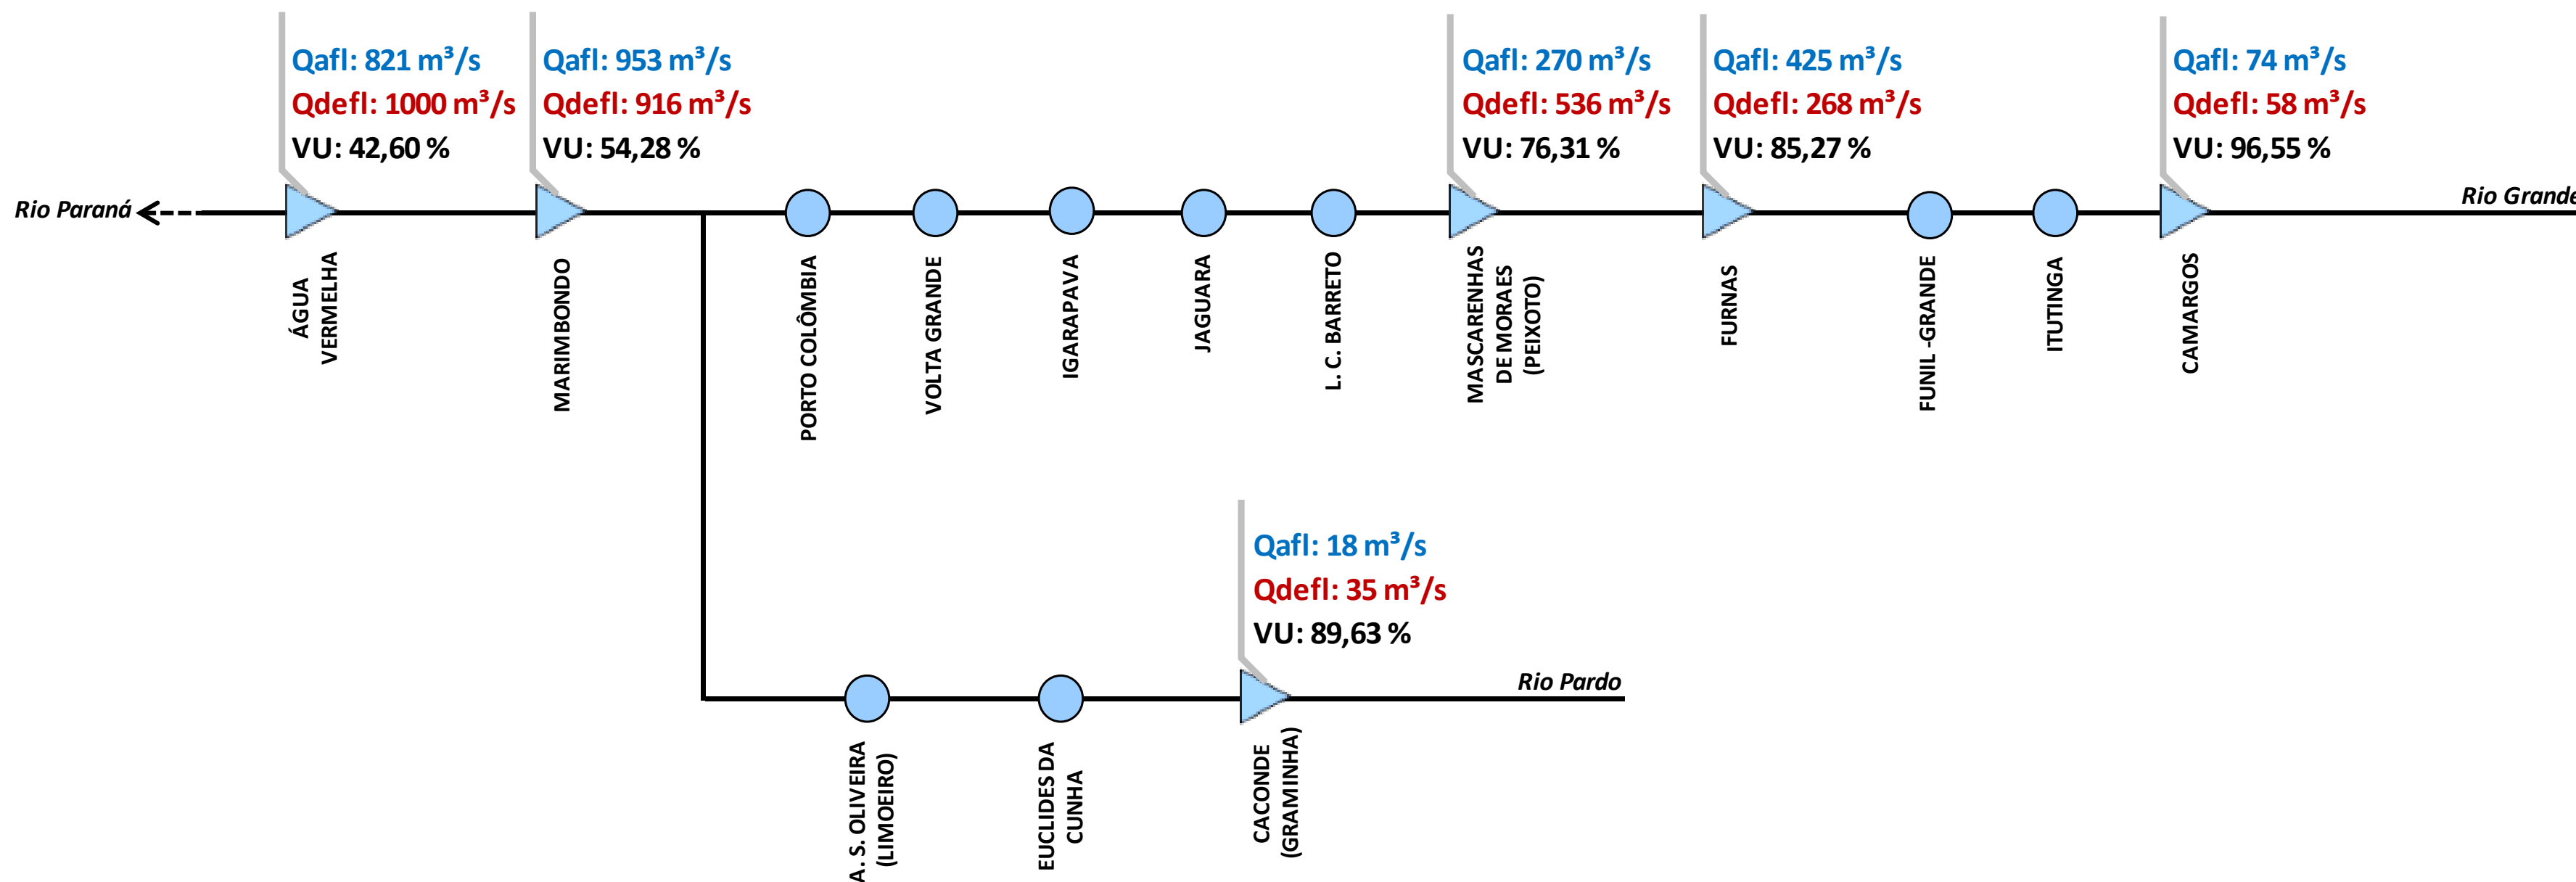 Qafl: 821 m³/s
Qdefl: 1000 m³/s
VU: 42,60 %
Qafl: 953 m³/s
Qdefl: 916 m³/s
VU: 54,28 %
Qafl: 270 m³/s
Qdefl: 536 m³/s
VU: 76,31 %
Qafl: 425 m³/s
Qdefl: 268 m³/s
VU: 85,27 %
Qafl: 74 m³/s
Qdefl: 58 m³/s
VU: 96,55 %
Rio Paraná
Rio Grande
ÁGUA
VERMELHA
MARIMBONDO
PORTO COLÔMBIA
VOLTA GRANDE
IGARAPAVA
JAGUARA
L. C. BARRETO
MASCARENHAS
DE MORAES
(PEIXOTO)
FURNAS
FUNIL -GRANDE
ITUTINGA
CAMARGOS
Qafl: 18 m³/s
Qdefl: 35 m³/s
VU: 89,63 %
Rio Pardo
A. S. OLIVEIRA
(LIMOEIRO)
EUCLIDES DA
CUNHA
CACONDE
(GRAMINHA)